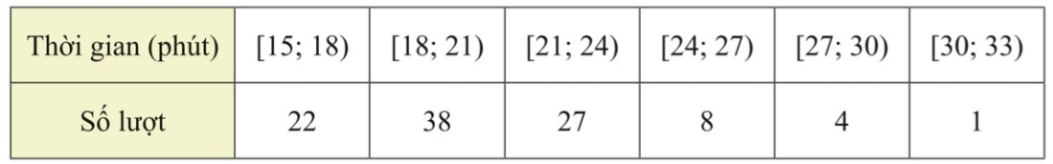 Thời gian (phút) [15; 18) [18; 21) [21; 24) [24; 27) [27; 30) [30; 33)
Số lượt 22 38 27 8 4 1